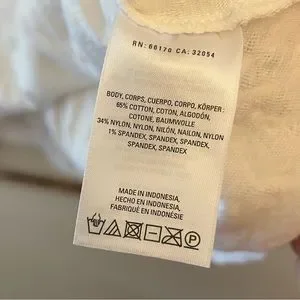 RN: 66170 CA: 32054
BODY, CORPS, CUERPO, CORPO, KÖRPER:
65% COTTON, COTON, ALGODÓN,
COTONE, BAUMWOLLE
34% NYLON, NYLON, NILÓN, NAILON, NYLON
1% SPANDEX, SPANDEX, SPANDEX,
SPANDEX, SPANDEX
MADE IN INDONESIA,
HECHO EN INDONESIA,
FABRIQUÉ EN INDONÉSIE
P